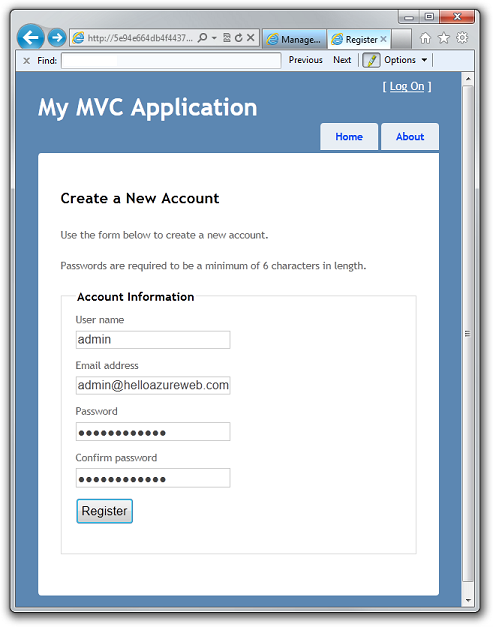 http://5e94e664db4f4437...
Manage...
Register
Find:
Previous
Next
Options
[ Log On ]
My MVC Application
Home
About
Create a New Account
Use the form below to create a new account.
Passwords are required to be a minimum of 6 characters in length.
Account Information
User name
admin
Email address
admin@helloazureweb.com
Password
●●●●●●●●●●●●
Confirm password
●●●●●●●●●●●●
Register